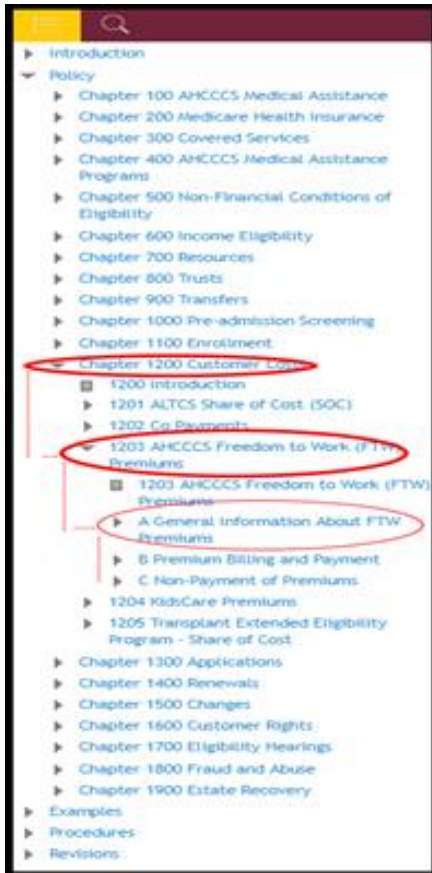 Introduction
Policy
Chapter 100 AHCCCS Medical Assistance
Chapter 200 Medicare Health Insurance
Chapter 300 Covered Services
Chapter 400 AHCCCS Medical Assistance
Programs
Chapter 500 Non-Financial Conditions of
Eligibility
Chapter 600 Income Eligibility
Chapter 700 Resources
Chapter 800 Trusts
Chapter 900 Transfers
Chapter 1000 Pre-admission Screening
Chapter 1100 Enrollment
Chapter 1200 Customer Costs
1200 Introduction
1201 ALTCS Share of Cost (SOC)
1202 Co Payments
1203 AHCCCS Freedom to Work (FTW)
Premiums
1203 AHCCCS Freedom to Work (FTW)
Premiums
A General Information About FTW
Premiums
B Premium Billing and Payment
C Non-Payment of Premiums
1204 KidsCare Premiums
1205 Transplant Extended Eligibility
Program - Share of Cost
Chapter 1300 Applications
Chapter 1400 Renewals
Chapter 1500 Changes
Chapter 1600 Customer Rights
Chapter 1700 Eligibility Hearings
Chapter 1800 Fraud and Abuse
Chapter 1900 Estate Recovery
Examples
Procedures
Revisions